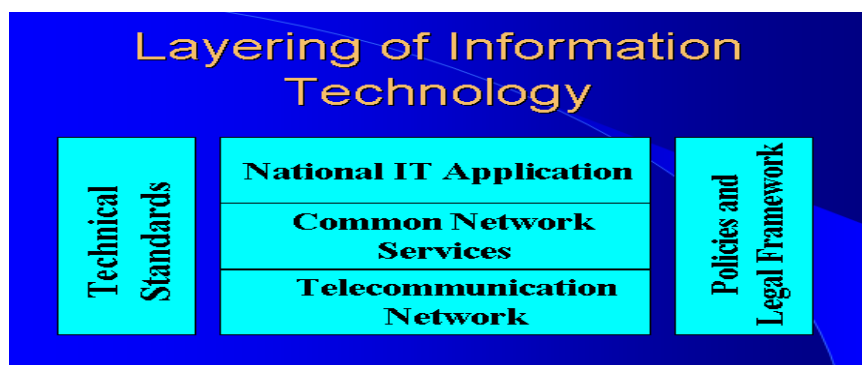 Layering of Information
Technology
Technical
Standards
National IT Application
Common Network
Services
Telecommunication
Network
Policies and
Legal Framework